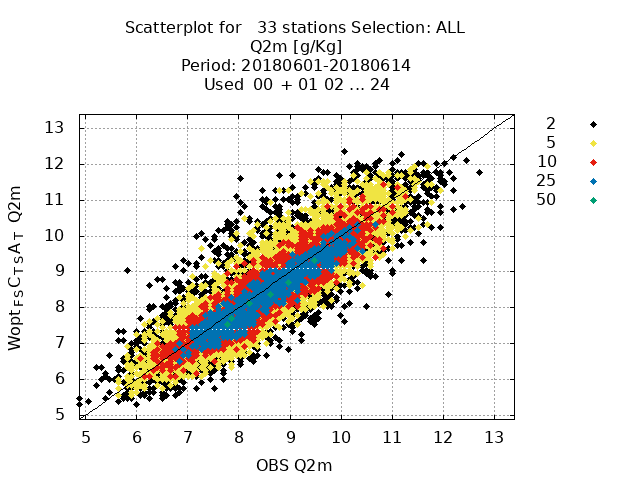 Scatterplot for 33 stations Selection: ALL
Q2m [g/Kg]
Period: 20180601-20180614
Used 00 + 01 02 ... 24
2
5
10
25
50
13
12
11
10
9
8
7
6
5
Wopt FSCTSAT Q2m
5 6 7 8 9 10 11 12 13
OBS Q2m